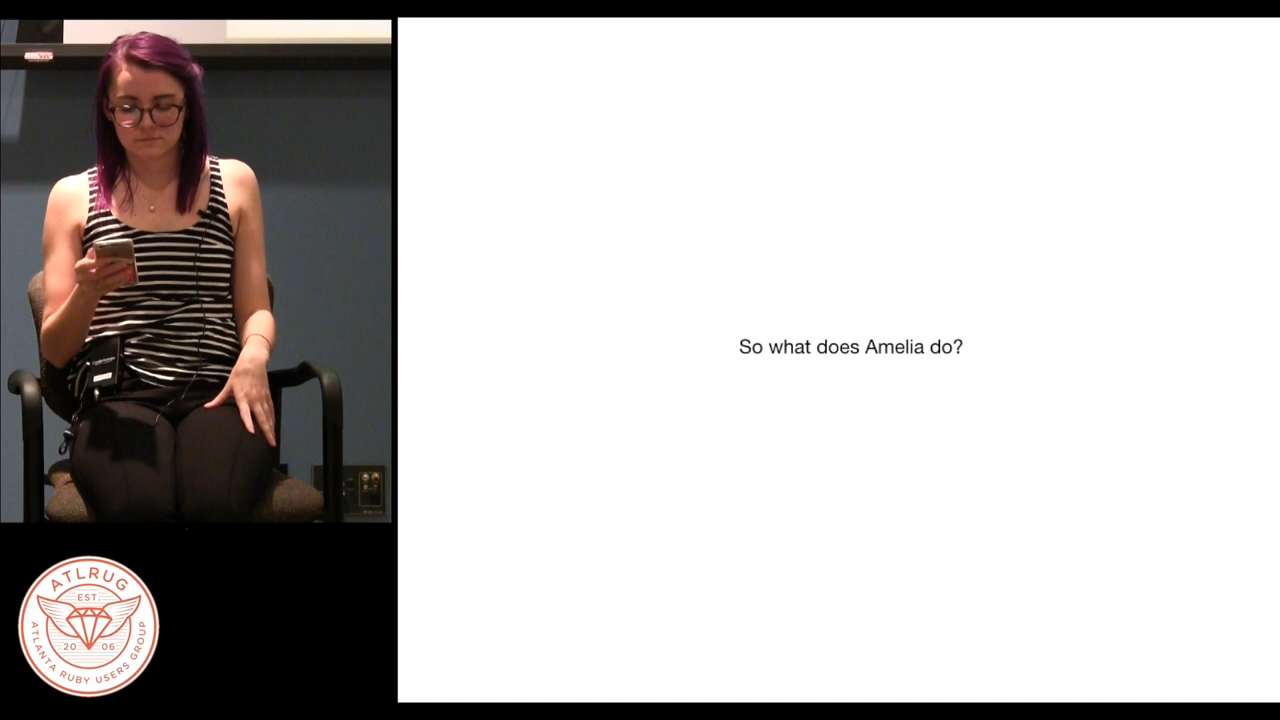 So what does Amelia do?
ATLRUG
EST.
20 06
ATLANTA RUBY USERS GROUP